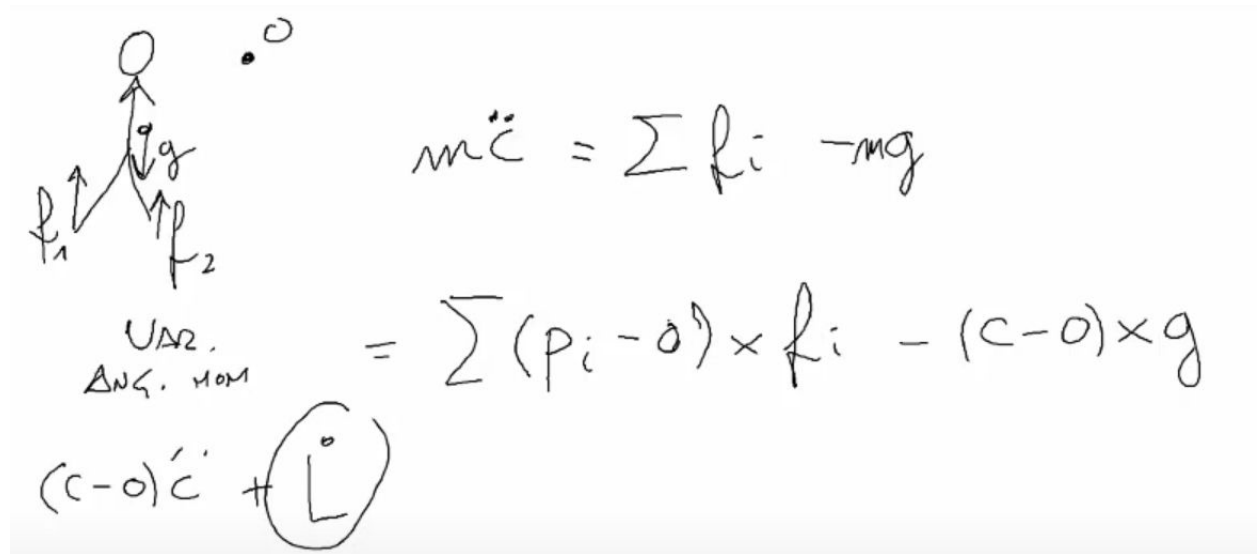 O
g
f₁
f₂
mc̈ = Σ fi -mg
VAR.
ANG. MOM
= Σ(pi - o) × fi - (c-o) × g
(c-o) c̈ + L̇